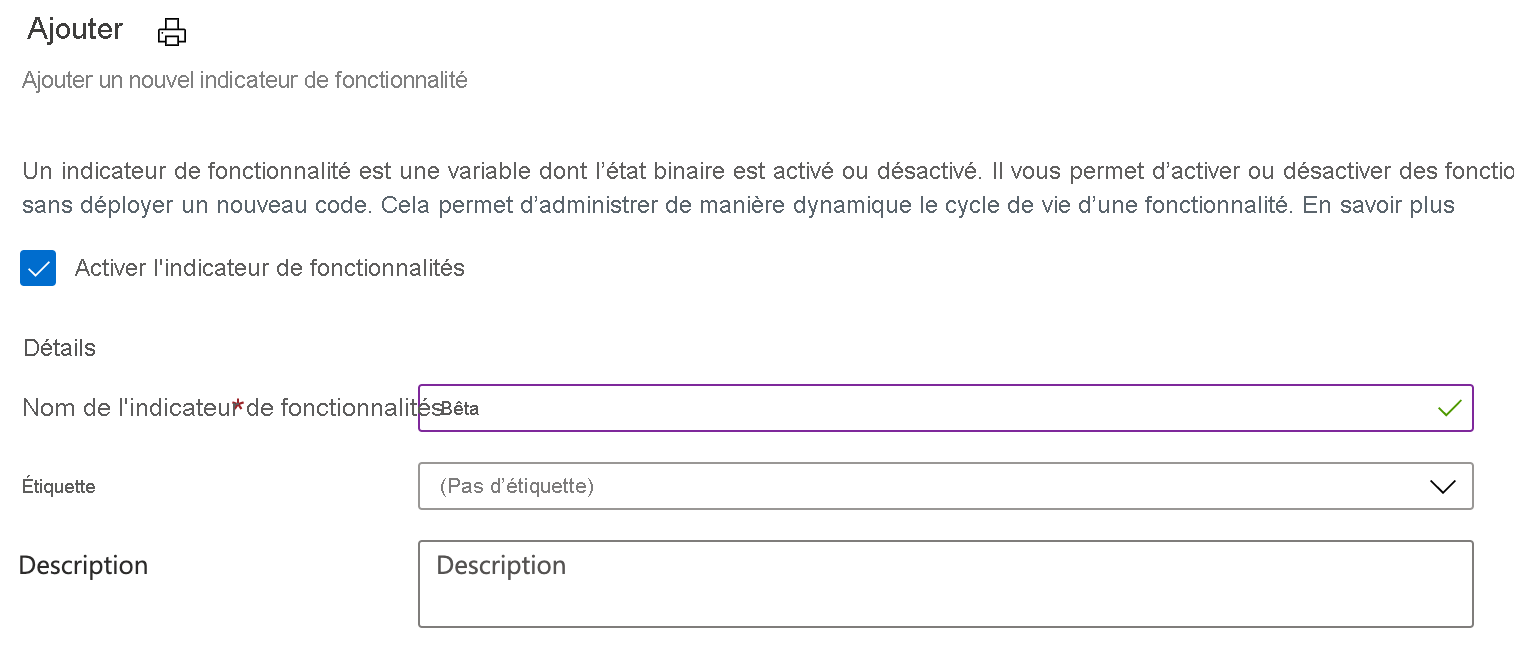 Ajouter
Ajouter un nouvel indicateur de fonctionnalité
Un indicateur de fonctionnalité est une variable dont l’état binaire est activé ou désactivé. Il vous permet d’activer ou désactiver des fonctio
sans déployer un nouveau code. Cela permet d’administrer de manière dynamique le cycle de vie d’une fonctionnalité. En savoir plus
Activer l'indicateur de fonctionnalités
Détails
Nom de l'indicateur* de fonctionnalités Bêta
Étiquette (Pas d’étiquette)
Description Description